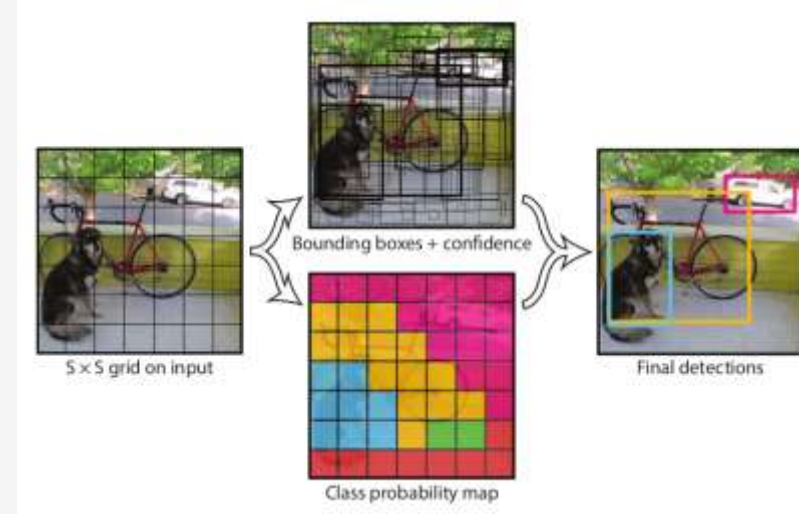 Bounding boxes + confidence
S × S grid on input
Final detections
Class probability map